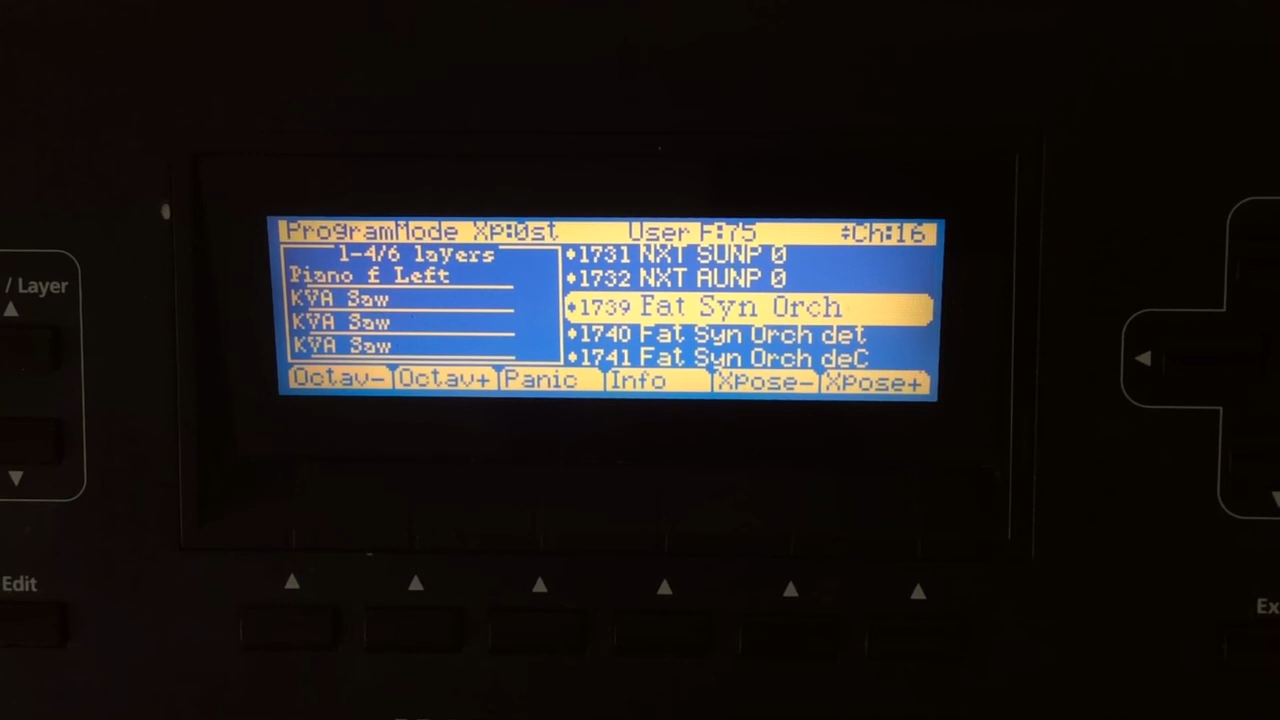 ProgramMode Xp:0st User F:75 Ch:16
1-4/6 layers
Piano f Left
KVA Saw
KVA Saw
KVA Saw
1731 NXT SUNP 0
1732 NXT AUNP 0
1739 Fat Syn Orch
1740 Fat Syn Orch det
1741 Fat Syn Orch deC
Octav- Octav+ Panic Info Xpose- Xpose+
/ Layer
Edit
Ex